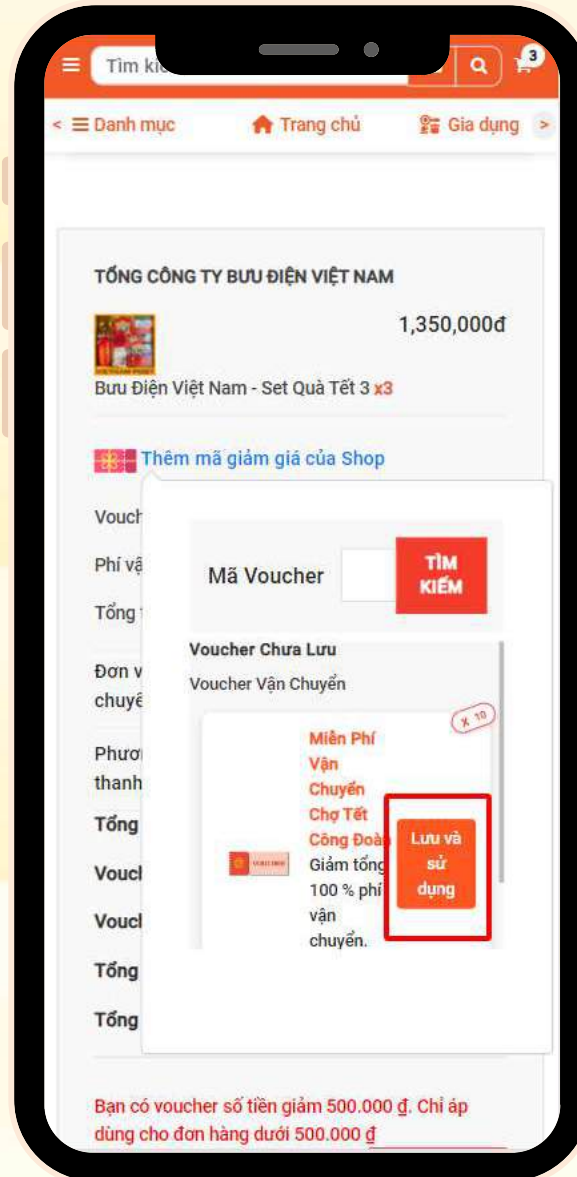 Tìm
3
< Danh mục Trang chủ Gia dụng >
TỔNG CÔNG TY BƯU ĐIỆN VIỆT NAM
1,350,000đ
Bưu Điện Việt Nam - Set Quà Tết 3 x3
Thêm mã giảm giá của Shop
Vouch
Phí vậ
Tổng
Đơn v
chuyể
Phươ
thanh
Tổng
Voucl
Voucl
Tổng
Tổng
Mã Voucher
TÌM
KIẾM
Voucher Chưa Lưu
Voucher Vận Chuyển
X 10
Miễn Phí
Vận
Chuyển
Chợ Tết
Công Đoàn
Giảm tổng
100 % phí
vận
chuyển.
VOUCHER
Lưu và
sử
dụng
Bạn có voucher số tiền giảm 500.000 ₫. Chỉ áp
dùng cho đơn hàng dưới 500.000 ₫